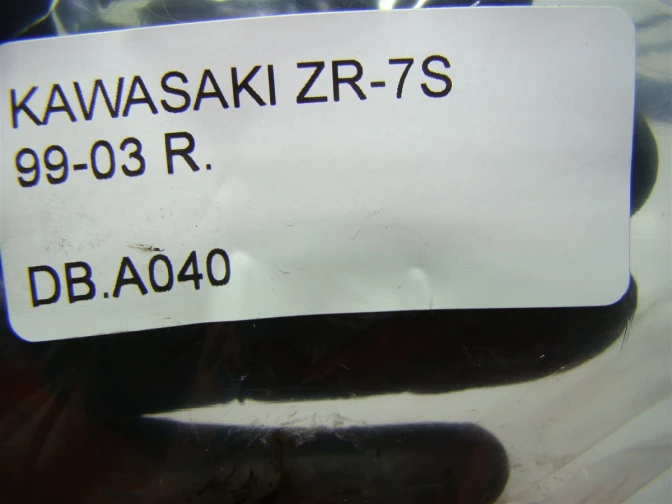 KAWASAKI ZR-7S
99-03 R.
DB.A040